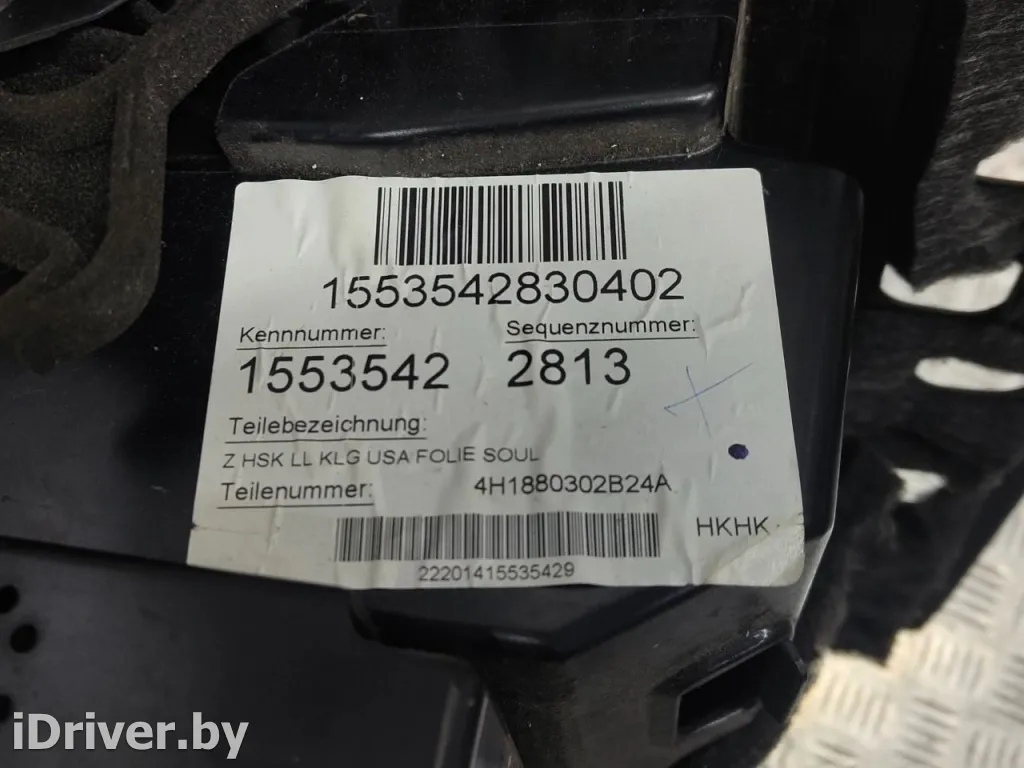 1553542830402
Kennnummer: Sequenznummer:
1553542 2813
Teilebezeichnung:
Z HSK LL KLG USA FOLIE SOUL
Teilenummer: 4H1880302B24A
HKHK
22201415535429
iDriver.by